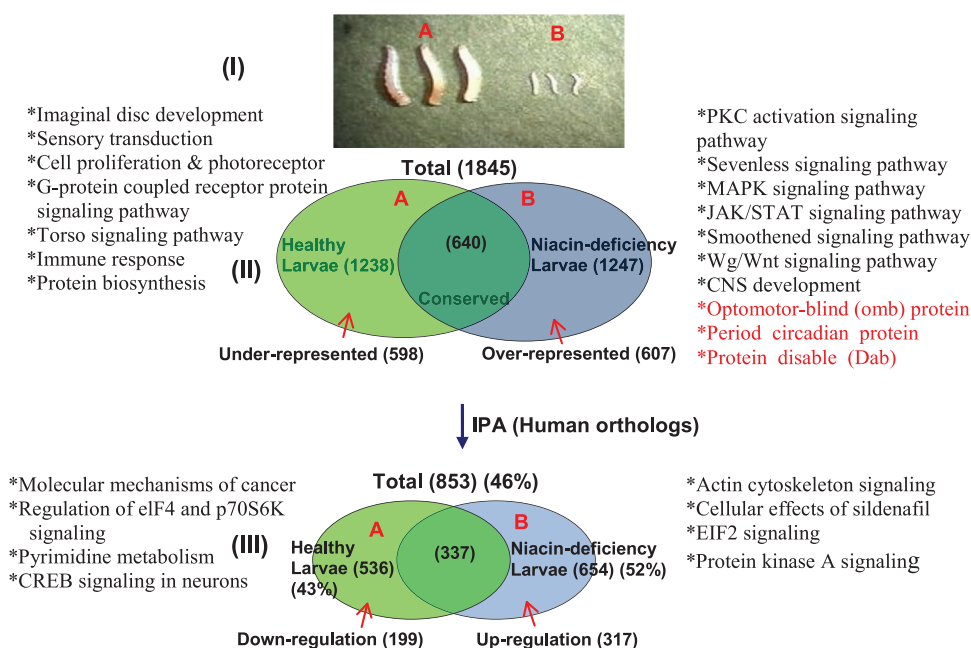 (I)
A
B
*Imaginal disc development
*Sensory transduction
*Cell proliferation & photoreceptor
*G-protein coupled receptor protein
signaling pathway
*Torso signaling pathway
*Immune response
*Protein biosynthesis
(II)
Total (1845)
A
B
Healthy
Larvae (1238)
(640)
Conserved
Niacin-deficiency
Larvae (1247)
Under-represented (598)
Over-represented (607)
*PKC activation signaling
pathway
*Sevenless signaling pathway
*MAPK signaling pathway
*JAK/STAT signaling pathway
*Smoothened signaling pathway
*Wg/Wnt signaling pathway
*CNS development
*Optomotor-blind (omb) protein
*Period circadian protein
*Protein disable (Dab)
IPA (Human orthologs)
*Molecular mechanisms of cancer
*Regulation of elF4 and p70S6K
signaling
*Pyrimidine metabolism
*CREB signaling in neurons
(III)
Total (853) (46%)
A
B
Healthy
Larvae (536)
(43%)
(337)
Niacin-deficiency
Larvae (654) (52%)
Down-regulation (199)
Up-regulation (317)
*Actin cytoskeleton signaling
*Cellular effects of sildenafil
*EIF2 signaling
*Protein kinase A signaling